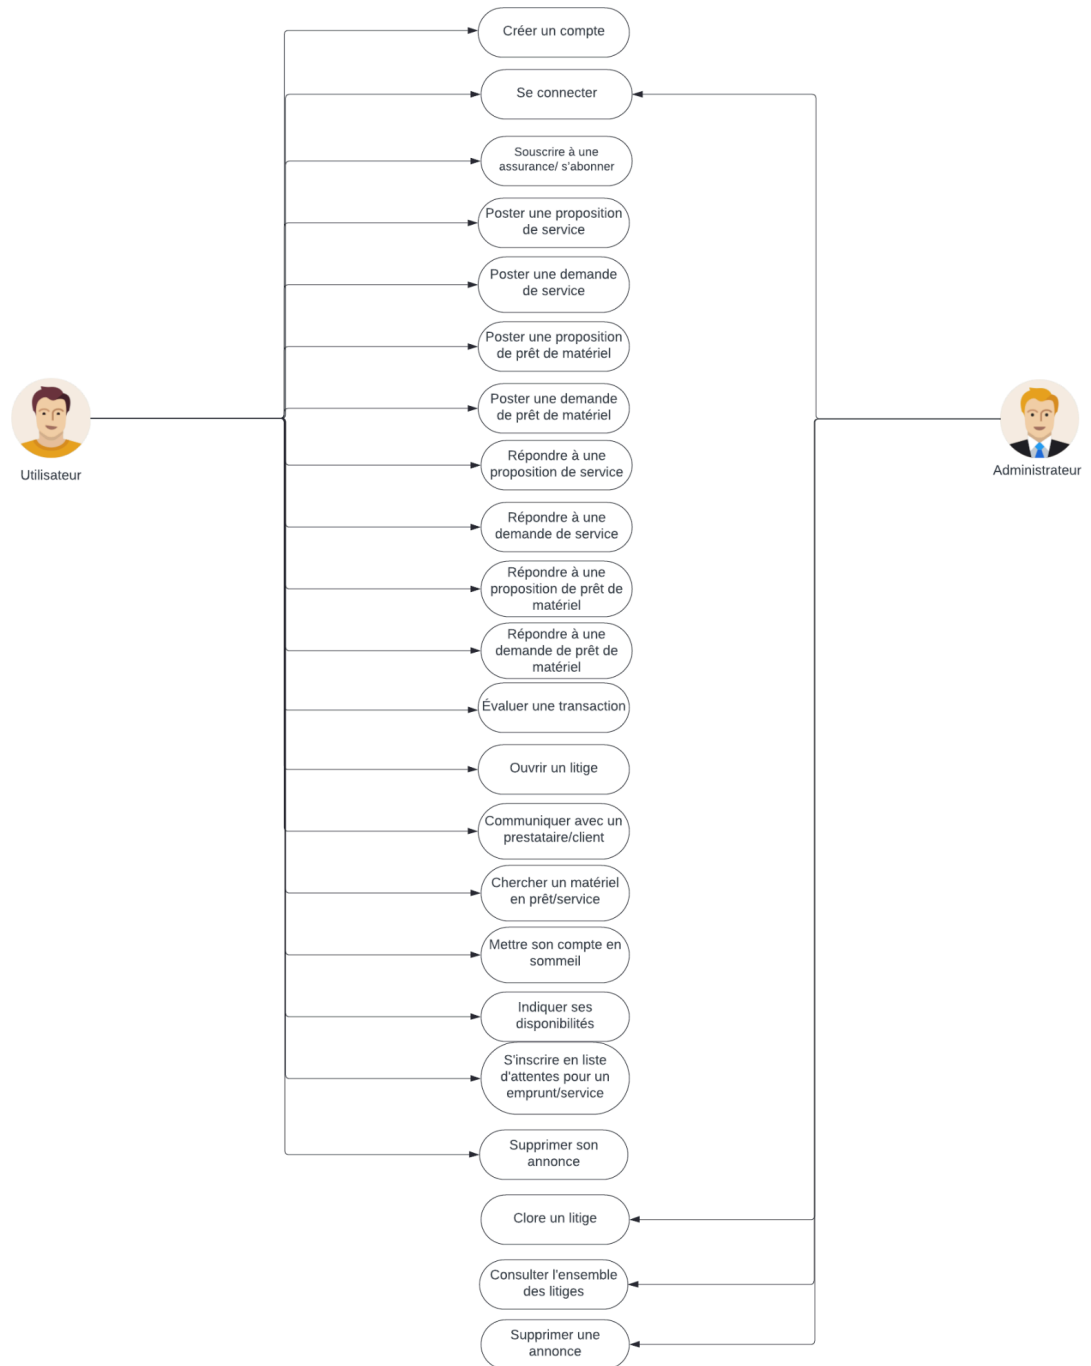 Créer un compte
Se connecter
Souscrire à une
assurance/ s'abonner
Poster une proposition
de service
Poster une demande
de service
Poster une proposition
de prêt de matériel
Poster une demande
de prêt de matériel
Répondre à une
proposition de service
Utilisateur
Administrateur
Répondre à une
demande de service
Répondre à une
proposition de prêt de
matériel
Répondre à une
demande de prêt de
matériel
Évaluer une transaction
Ouvrir un litige
Communiquer avec un
prestataire/client
Chercher un matériel
en prêt/service
Mettre son compte en
sommeil
Indiquer ses
disponibilités
S'inscrire en liste
d'attentes pour un
emprunt/service
Supprimer son
annonce
Clore un litige
Consulter l'ensemble
des litiges
Supprimer une
annonce